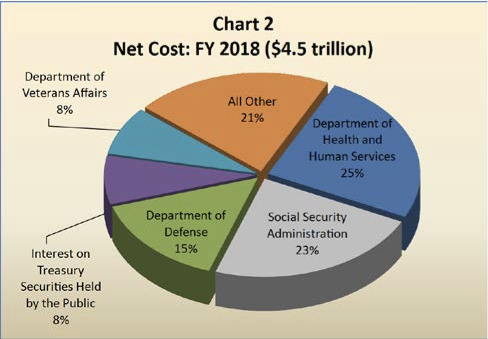 Chart 2
Net Cost: FY 2018 ($4.5 trillion)
Department of
Veterans Affairs
8%
All Other
21%
Department of
Health and
Human Services
25%
Social Security
Administration
23%
Department of
Defense
15%
Interest on
Treasury
Securities Held
by the Public
8%